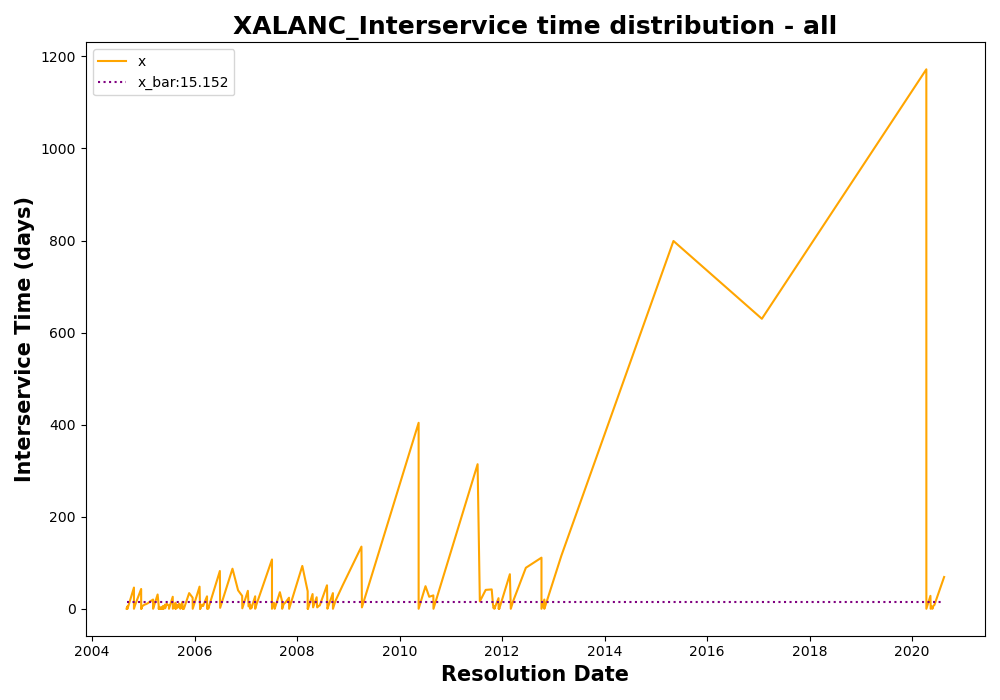 XALANC_Interservice time distribution - all
x
x_bar:15.152
Interservice Time (days)
1200
1000
800
600
400
200
0
2004 2006 2008 2010 2012 2014 2016 2018 2020
Resolution Date